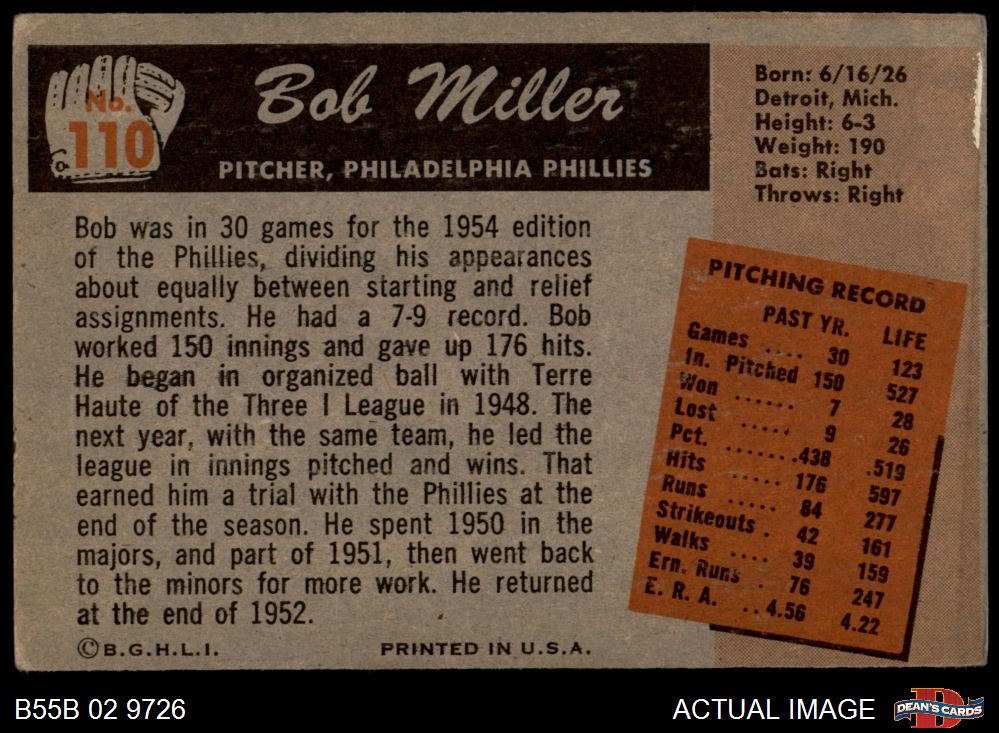 No.
110
Bob Miller
PITCHER, PHILADELPHIA PHILLIES
Born: 6/16/26
Detroit, Mich.
Height: 6-3
Weight: 190
Bats: Right
Throws: Right
Bob was in 30 games for the 1954 edition
of the Phillies, dividing his appearances
about equally between starting and relief
assignments. He had a 7-9 record. Bob
worked 150 innings and gave up 176 hits.
He began in organized ball with Terre
Haute of the Three I League in 1948. The
next year, with the same team, he led the
league in innings pitched and wins. That
earned him a trial with the Phillies at the
end of the season. He spent 1950 in the
majors, and part of 1951, then went back
to the minors for more work. He returned
at the end of 1952.
PITCHING RECORD
PAST YR. LIFE
Games .... 30 123
In. Pitched 150 527
Won ...... 7 28
Lost ..... 9 26
Pct. .......438 .519
Hits ..... 176 597
Runs ..... 84 277
Strikeouts . 42 161
Walks .... 39 159
Ern. Runs . 76 247
E. R. A. ..4.56 4.22
©B.G.H.L.I. PRINTED IN U.S.A.
B55B 02 9726 ACTUAL IMAGE DEAN'S CARDS